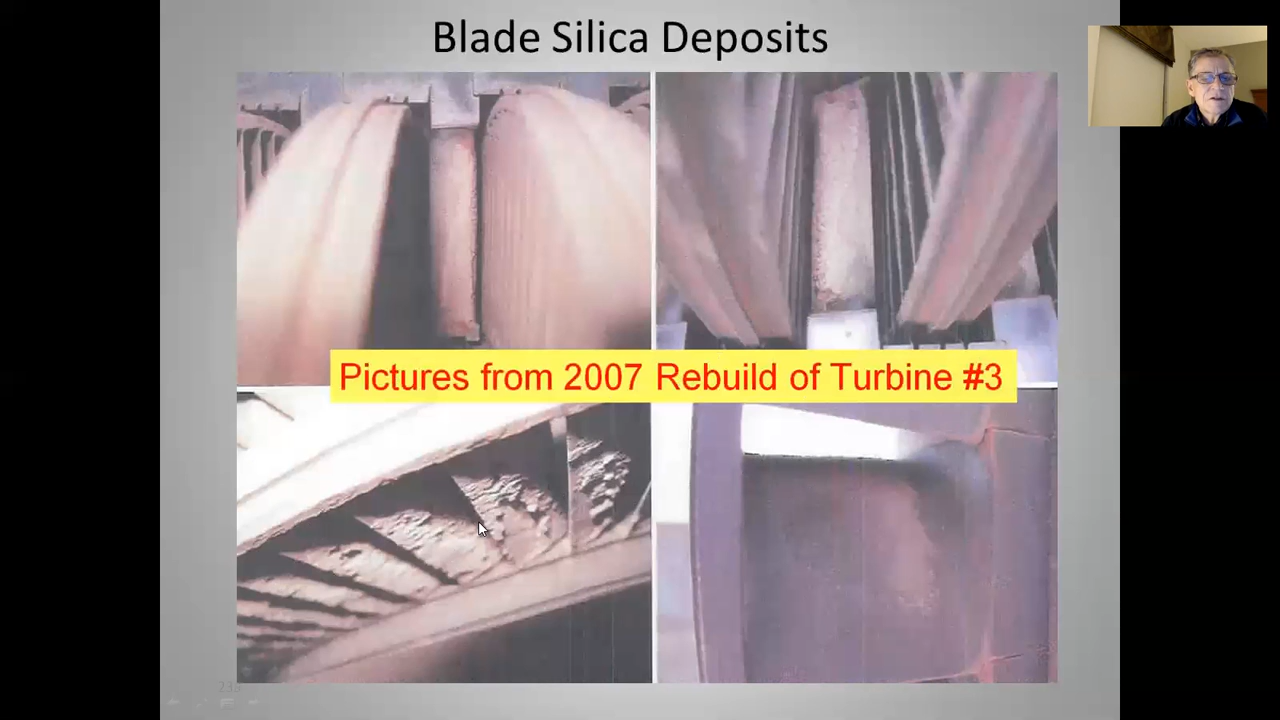 Blade Silica Deposits
Pictures from 2007 Rebuild of Turbine #3